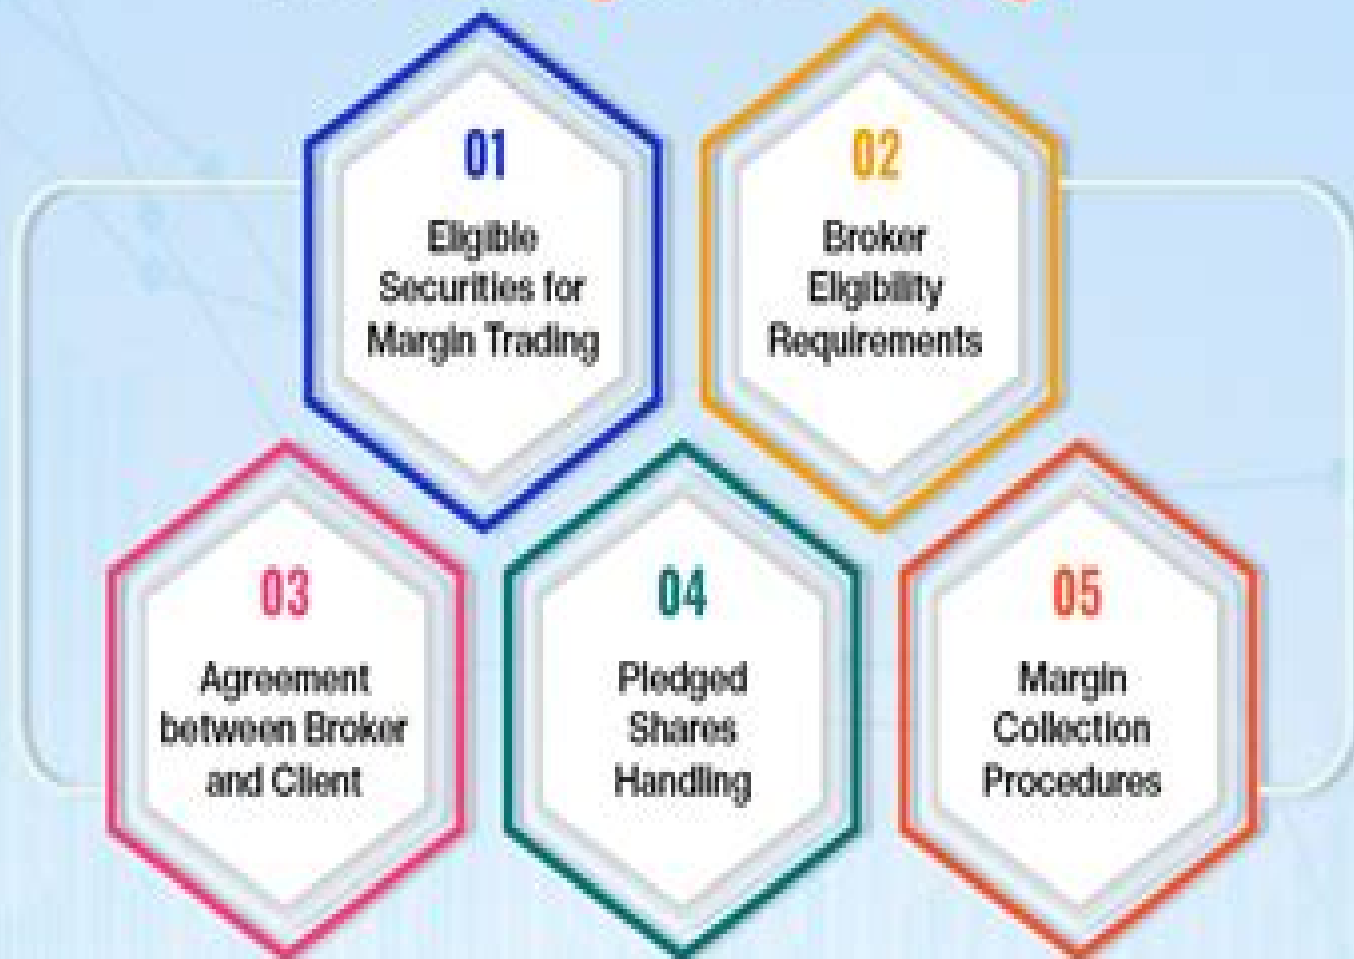 01
Eligible
Securities for
Margin Trading
02
Broker
Eligibility
Requirements
03
Agreement
between Broker
and Client
04
Pledged
Shares
Handling
05
Margin
Collection
Procedures